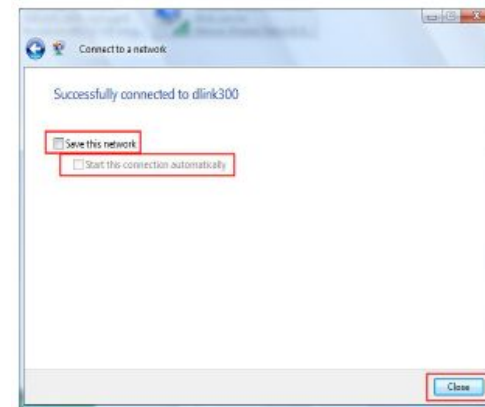 Connect to a network
Successfully connected to dlink300
Save this network
Start this connection automatically
Close